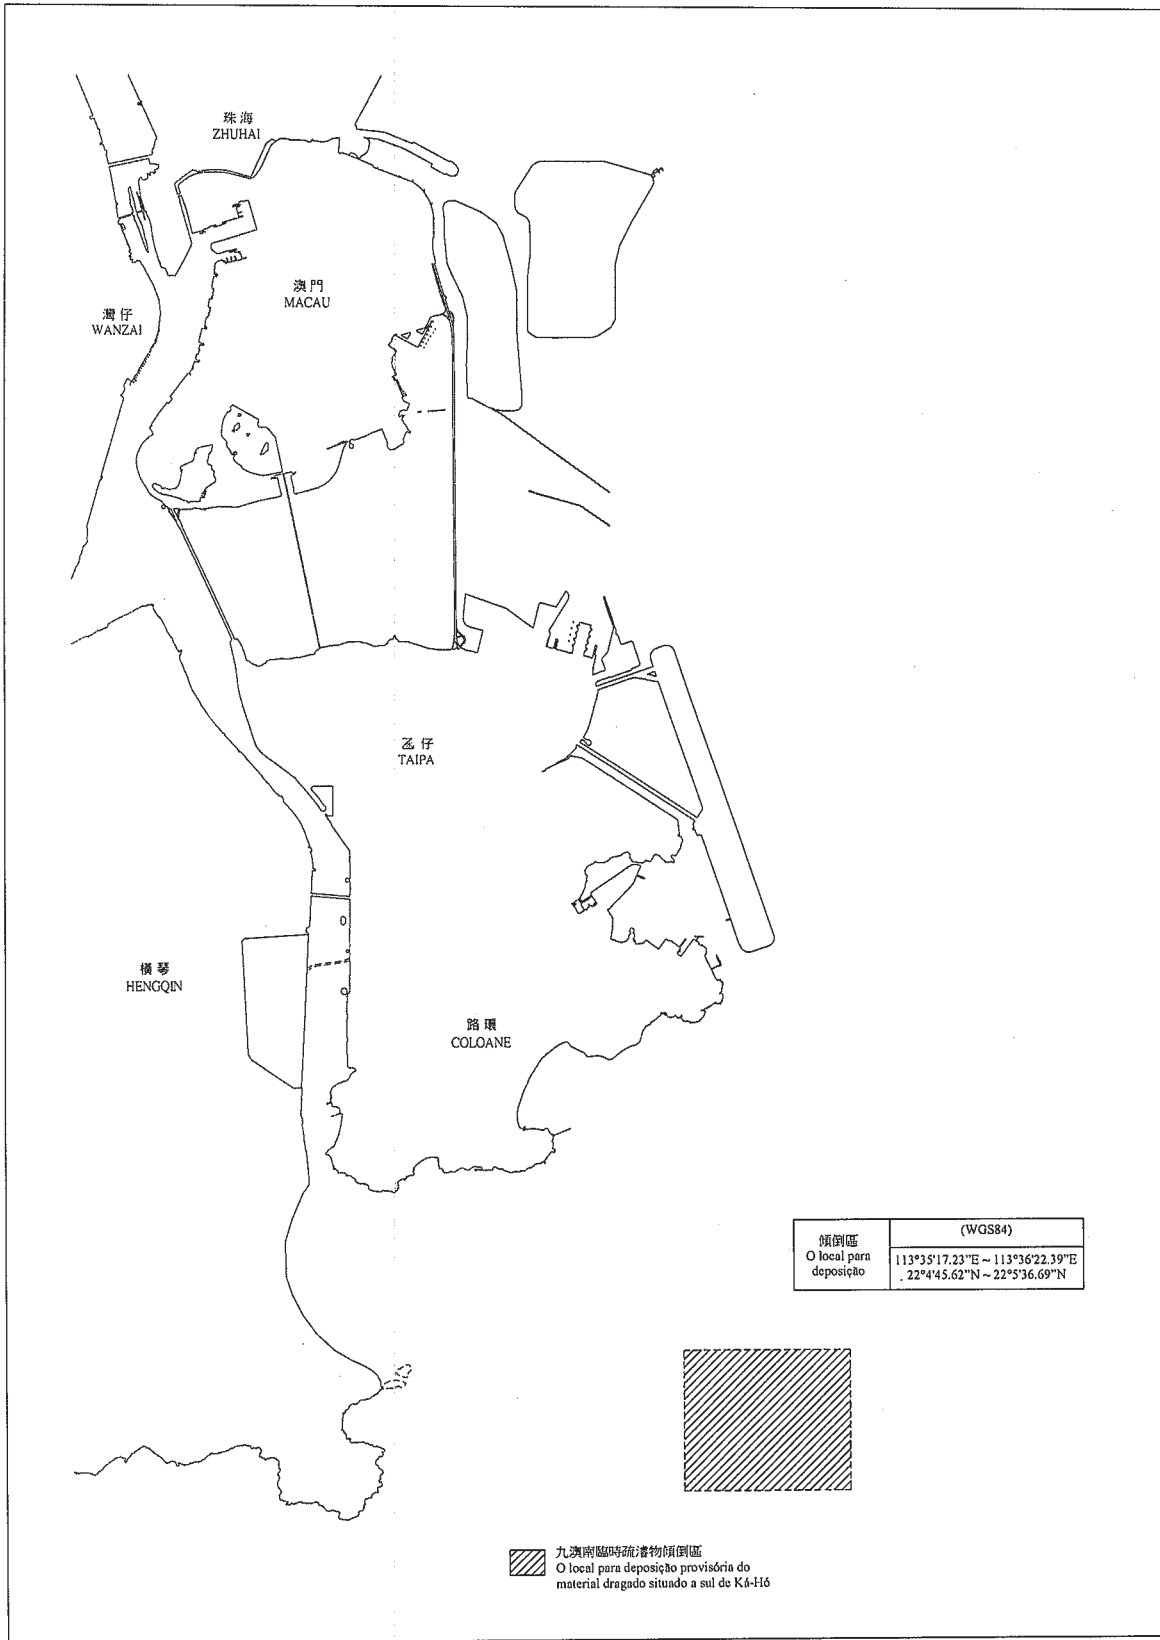 珠海
ZHUHAI
澳門
MACAU
灣仔
WANZAI
氹仔
TAIPA
橫琴
HENGQIN
路環
COLOANE
傾倒區
O local para
deposição
(WGS84)
113°35'17.23"E ~ 113°36'22.39"E
22°4'45.62"N ~ 22°5'36.69"N
九澳南臨時疏濬物傾倒區
O local para deposição provisória do
material dragado situado a sul de Ká-Hó